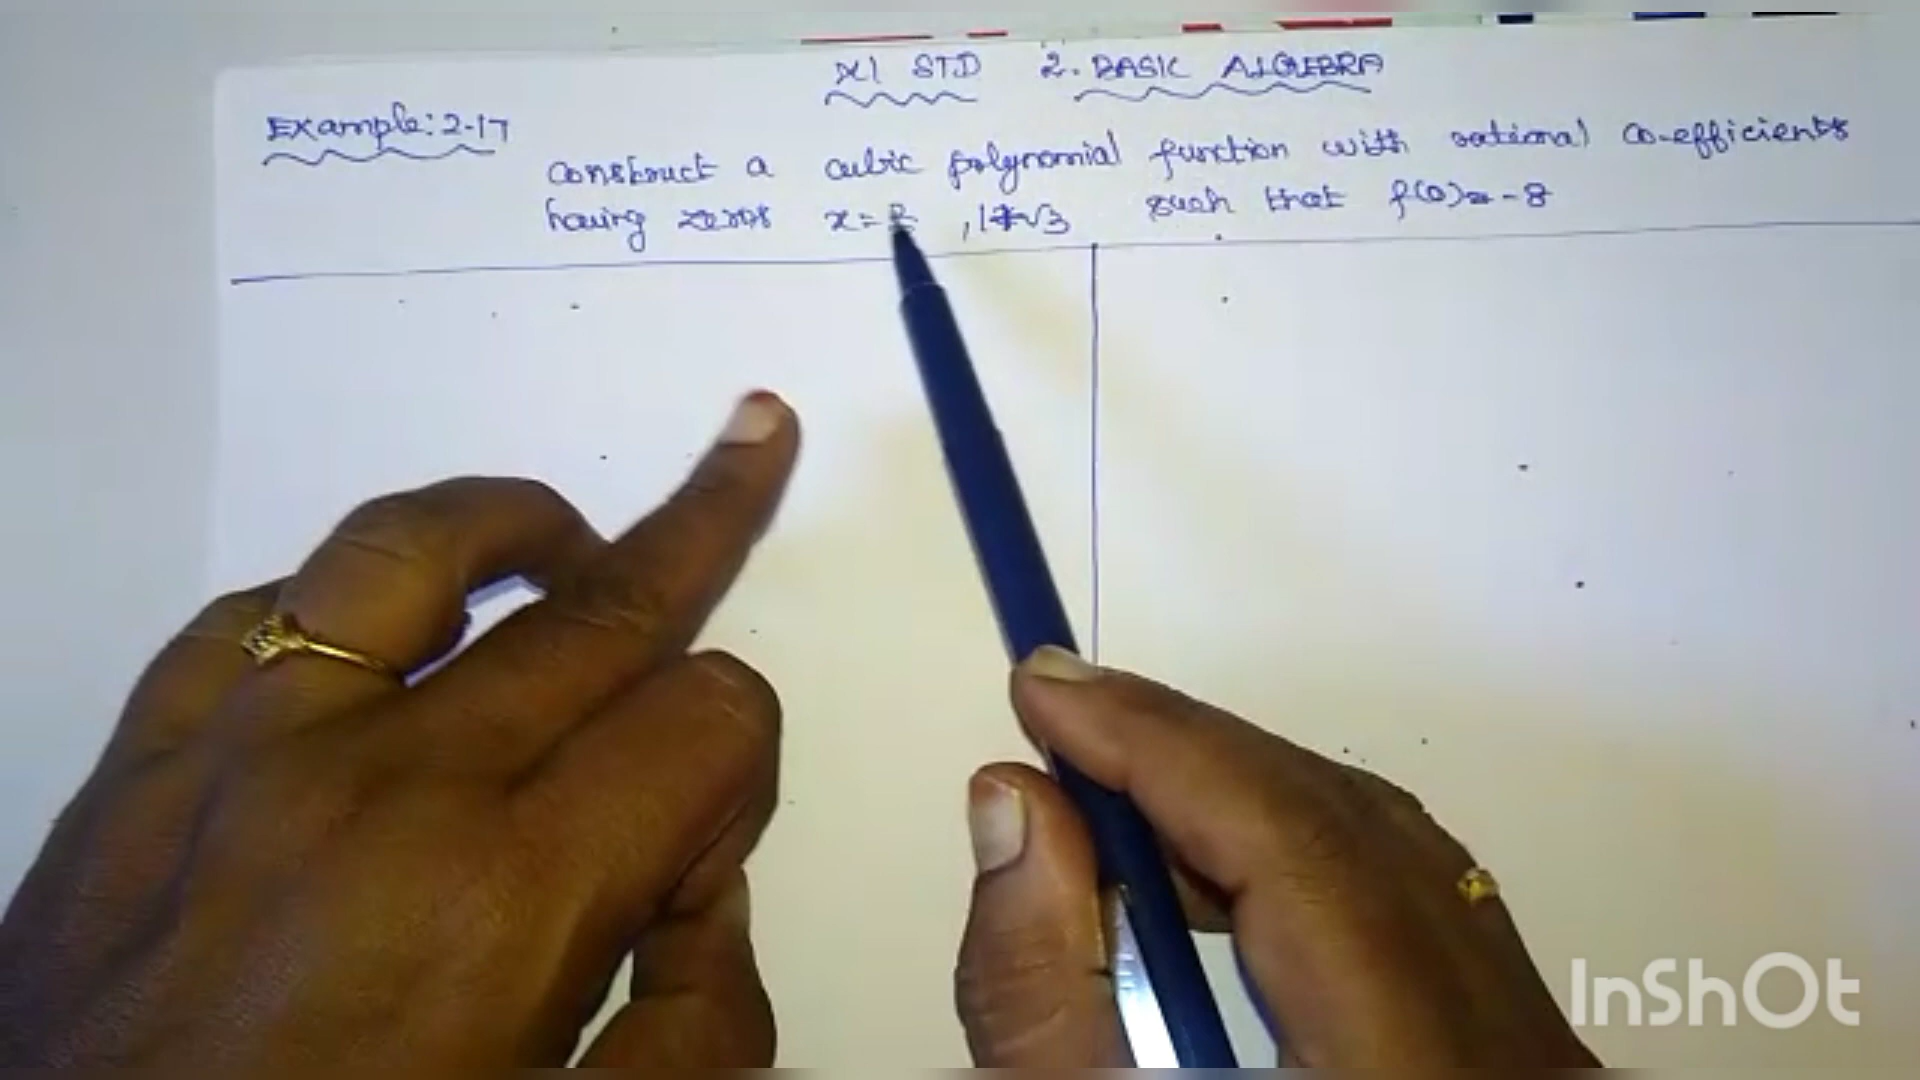 XI STD 2. BASIC ALGEBRA
Example: 2-17
construct a cubic polynomial function with rational co-efficients
having zeros x= , 1+√3 such that f(0)=-8
InShOt